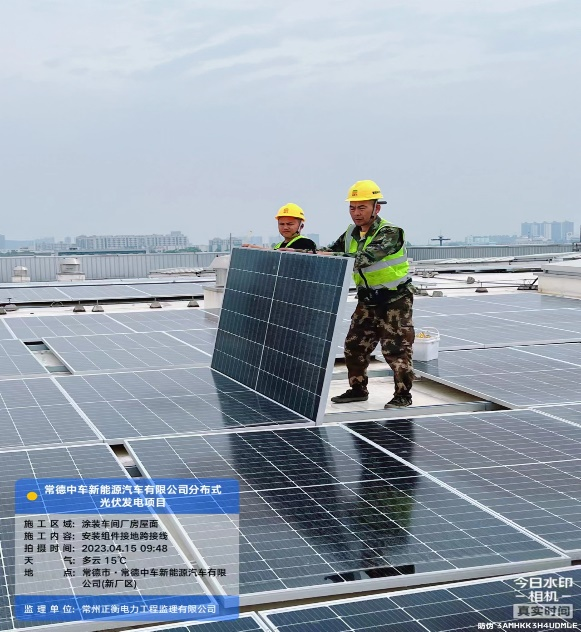 常德中车新能源汽车有限公司分布式
光伏发电项目
施工区域: 涂装车间厂房屋面
施工内容: 安装组件接地跨接线
拍摄时间: 2023.04.15 09:48
天 气: 多云 15℃
地 点: 常德市·常德中车新能源汽车有限
公司(新厂区)
监理单位: 常州正衡电力工程监理有限公司
今日水印
相机
真实时间
防伪 3AMHKK3H4UDMLE